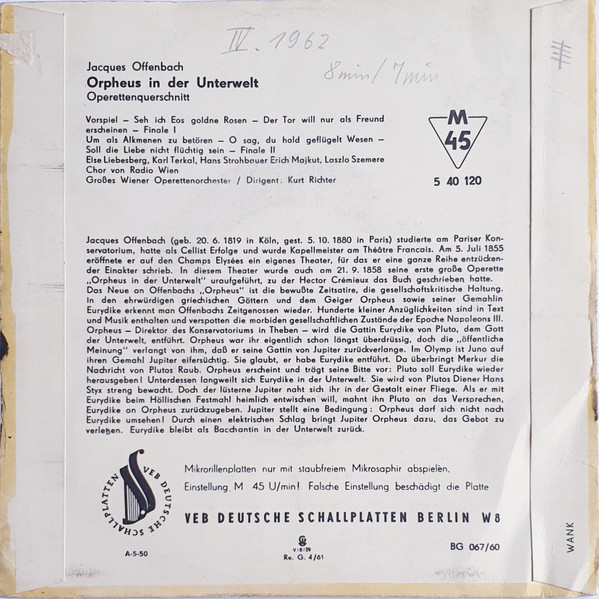 IV. 1962
8min/7min
Jacques Offenbach
Orpheus in der Unterwelt
Operettenquerschnitt
Vorspiel – Seh ich Eos goldne Rosen – Der Tor will nur als Freund
erscheinen – Finale I
Um als Alkmenen zu betören – O sag, du hold geflügelt Wesen –
Soll die Liebe nicht flüchtig sein – Finale II
Else Liebesberg, Karl Terkal, Hans Strohbauer Erich Majkut, Laszlo Szemere
Chor von Radio Wien
Großes Wiener Operettenorchester / Dirigent: Kurt Richter
M
45
5 40 120
Jacques Offenbach (geb. 20. 6. 1819 in Köln, gest. 5. 10. 1880 in Paris) studierte am Pariser Kon-
servatorium, hatte als Cellist Erfolge und wurde Kapellmeister am Théâtre Francais. Am 5. Juli 1855
eröffnete er auf den Champs Elysées ein eigenes Theater, für das er eine ganze Reihe entzücken-
der Einakter schrieb. In diesem Theater wurde auch am 21. 9. 1858 seine erste große Operette
„Orpheus in der Unterwelt" uraufgeführt, zu der Hector Crémieux das Buch geschrieben hatte.
Das Neue an Offenbachs „Orpheus" ist die bewußte Zeitsatire, die gesellschaftskritische Haltung.
In den ehrwürdigen griechischen Göttern und dem Geiger Orpheus sowie seiner Gemahlin
Eurydike erkennt man Offenbachs Zeitgenossen wieder. Hunderte kleiner Anzüglichkeiten sind in Text
und Musik enthalten und verspotten die morbiden gesellschaftlichen Zustände der Epoche Napoleons III.
Orpheus – Direktor des Konservatoriums in Theben – wird die Gattin Eurydike von Pluto, dem Gott
der Unterwelt, entführt. Orpheus war ihr eigentlich schon längst überdrüssig, doch die „öffentliche
Meinung" verlangt von ihm, daß er seine Gattin von Jupiter zurückverlange. Im Olymp ist Juno auf
ihren Gemahl Jupiter eifersüchtig. Sie glaubt, er habe Eurydike entführt. Da überbringt Merkur die
Nachricht von Plutos Raub. Orpheus erscheint und trägt seine Bitte vor: Pluto soll Eurydike wieder
herausgeben! Unterdessen langweilt sich Eurydike in der Unterwelt. Sie wird von Plutos Diener Hans
Styx streng bewacht. Doch der lüsterne Jupiter naht sich ihr in der Gestalt einer Fliege. Als er mit
Eurydike beim Höllischen Festmahl heimlich entwischen will, mahnt ihn Pluto an das Versprechen,
Eurydike an Orpheus zurückzugeben. Jupiter stellt eine Bedingung: Orpheus darf sich nicht nach
Eurydike umsehen! Durch einen elektrischen Schlag bringt Jupiter Orpheus dazu, das Gebot zu
verletzen. Eurydike bleibt als Bacchantin in der Unterwelt zurück.
VEB DEUTSCHE SCHALLPLATTEN
Mikrorillenplatten nur mit staubfreiem Mikrosaphir abspielen,
Einstellung, M 45 U/min! Falsche Einstellung beschädigt die Platte
VEB DEUTSCHE SCHALLPLATTEN BERLIN W8
A-5-50
Re. G. 4/61
BG 067/60
WANK